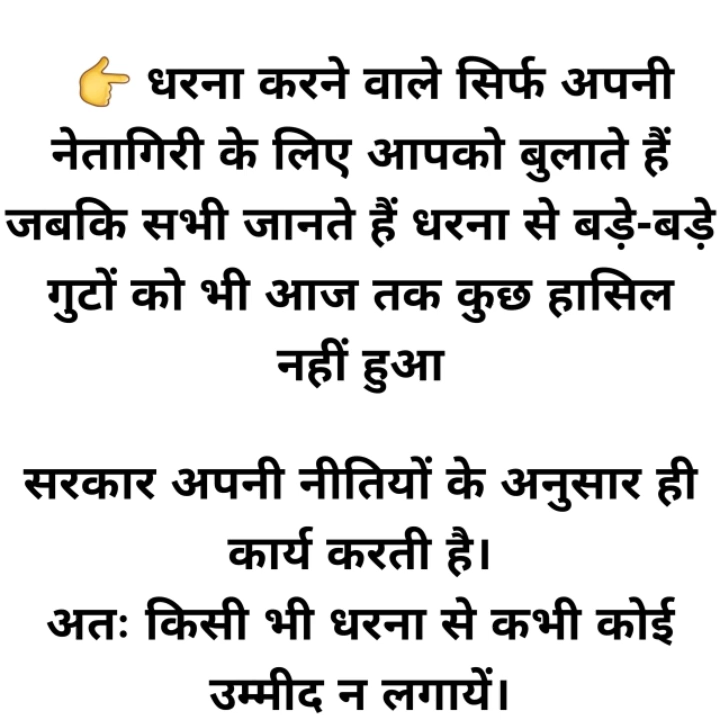 👉 धरना करने वाले सिर्फ अपनी
नेतागिरी के लिए आपको बुलाते हैं
जबकि सभी जानते हैं धरना से बड़े-बड़े
गुटों को भी आज तक कुछ हासिल
नहीं हुआ
सरकार अपनी नीतियों के अनुसार ही
कार्य करती है।
अतः किसी भी धरना से कभी कोई
उम्मीद न लगायें।